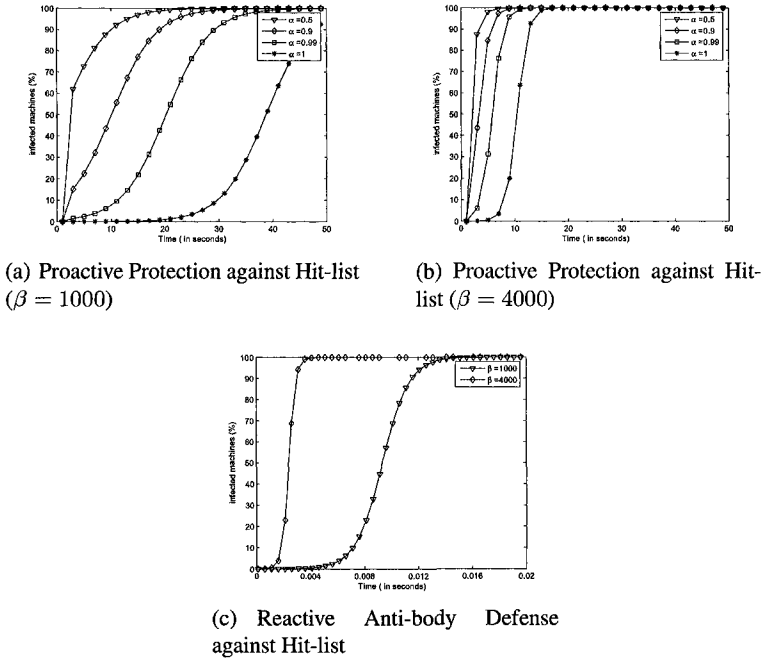 100
90
80
70
60
50
40
30
20
10
0
infected machines (%)
0 10 20 30 40 50
Time ( in seconds)
α =0.5
α =0.9
α =0.99
α =1
(a) Proactive Protection against Hit-list
(β = 1000)
100
90
80
70
60
50
40
30
20
10
0
infected machines (%)
0 10 20 30 40 50
Time ( in seconds)
α =0.5
α =0.9
α =0.99
α =1
(b) Proactive Protection against Hit-
list (β = 4000)
100
90
80
70
60
50
40
30
20
10
0
infected machines (%)
0 0.004 0.008 0.012 0.016 0.02
Time ( in seconds)
β =1000
β =4000
(c) Reactive Anti-body Defense
against Hit-list